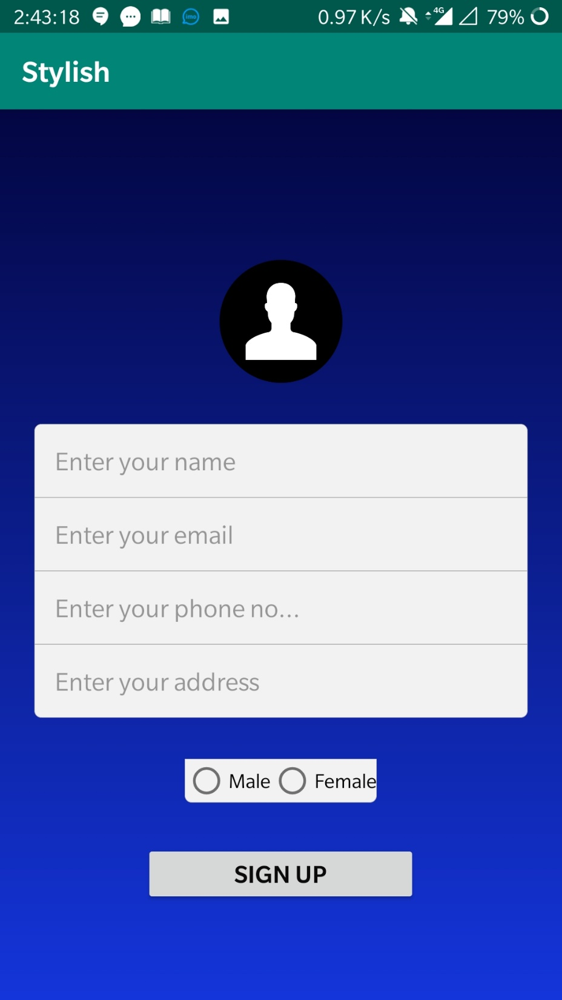 2:43:18 imo 0.97 K/s 4G 79%
Stylish
Enter your name
Enter your email
Enter your phone no...
Enter your address
Male Female
SIGN UP